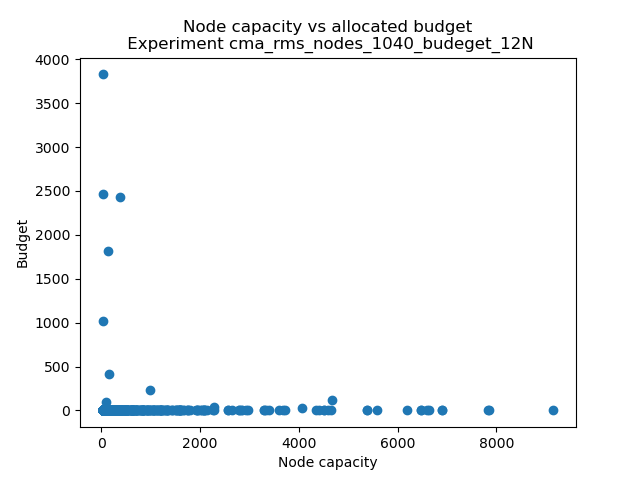 Node capacity vs allocated budget
Experiment cma_rms_nodes_1040_budeget_12N
4000
3500
3000
2500
2000
1500
1000
500
0
Budget
0 2000 4000 6000 8000
Node capacity